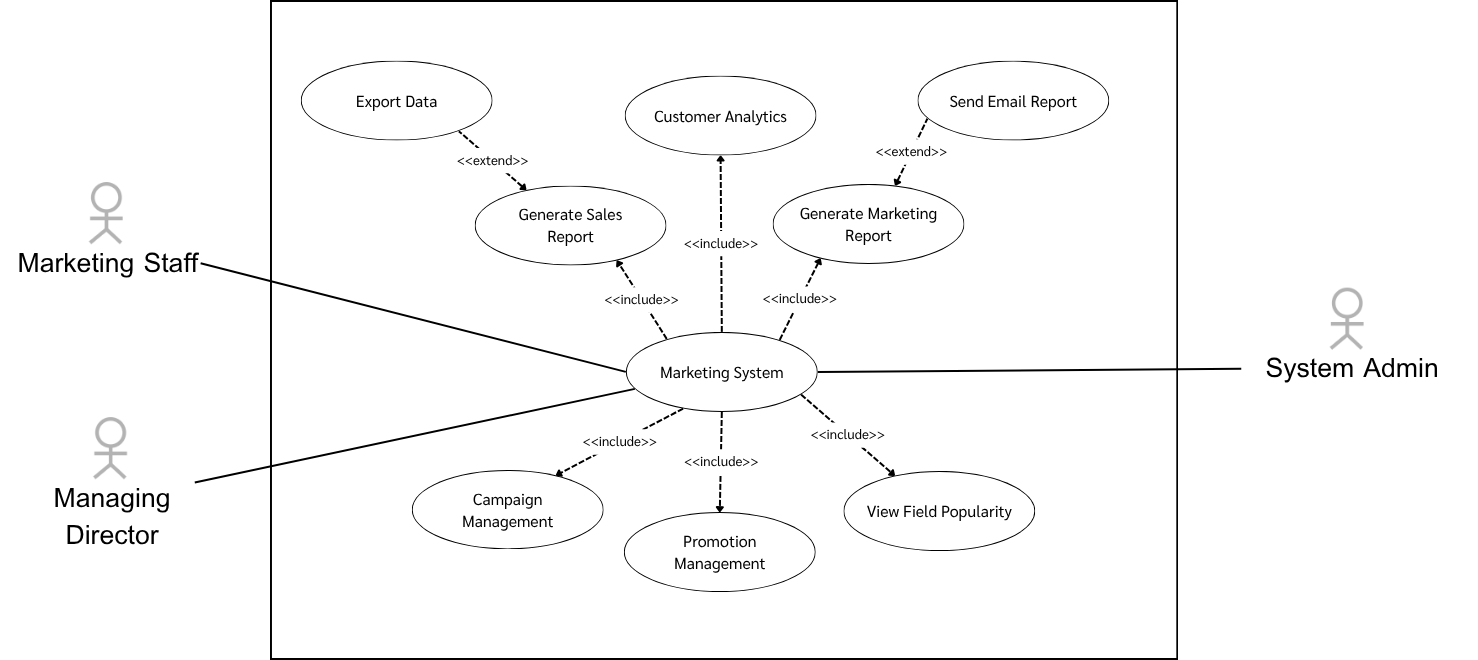 Export Data
Customer Analytics
Send Email Report
<<extend>>
<<extend>>
Generate Sales
Report
Generate Marketing
Report
<<include>>
Marketing Staff
<<include>>
<<include>>
Marketing System
System Admin
<<include>>
<<include>>
<<include>>
Managing
Director
Campaign
Management
View Field Popularity
Promotion
Management